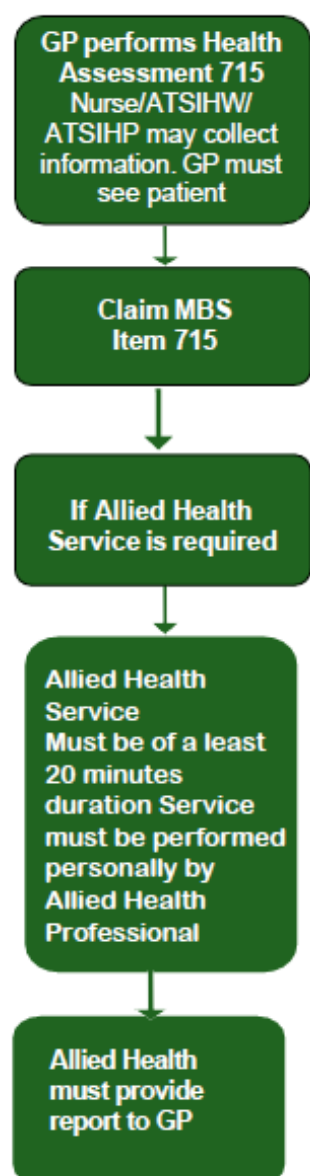 GP performs Health
Assessment 715
Nurse/ATSIHW/
ATSIHP may collect
information. GP must
see patient
Claim MBS
Item 715
If Allied Health
Service is required
Allied Health
Service
Must be of a least
20 minutes
duration Service
must be performed
personally by
Allied Health
Professional
Allied Health
must provide
report to GP